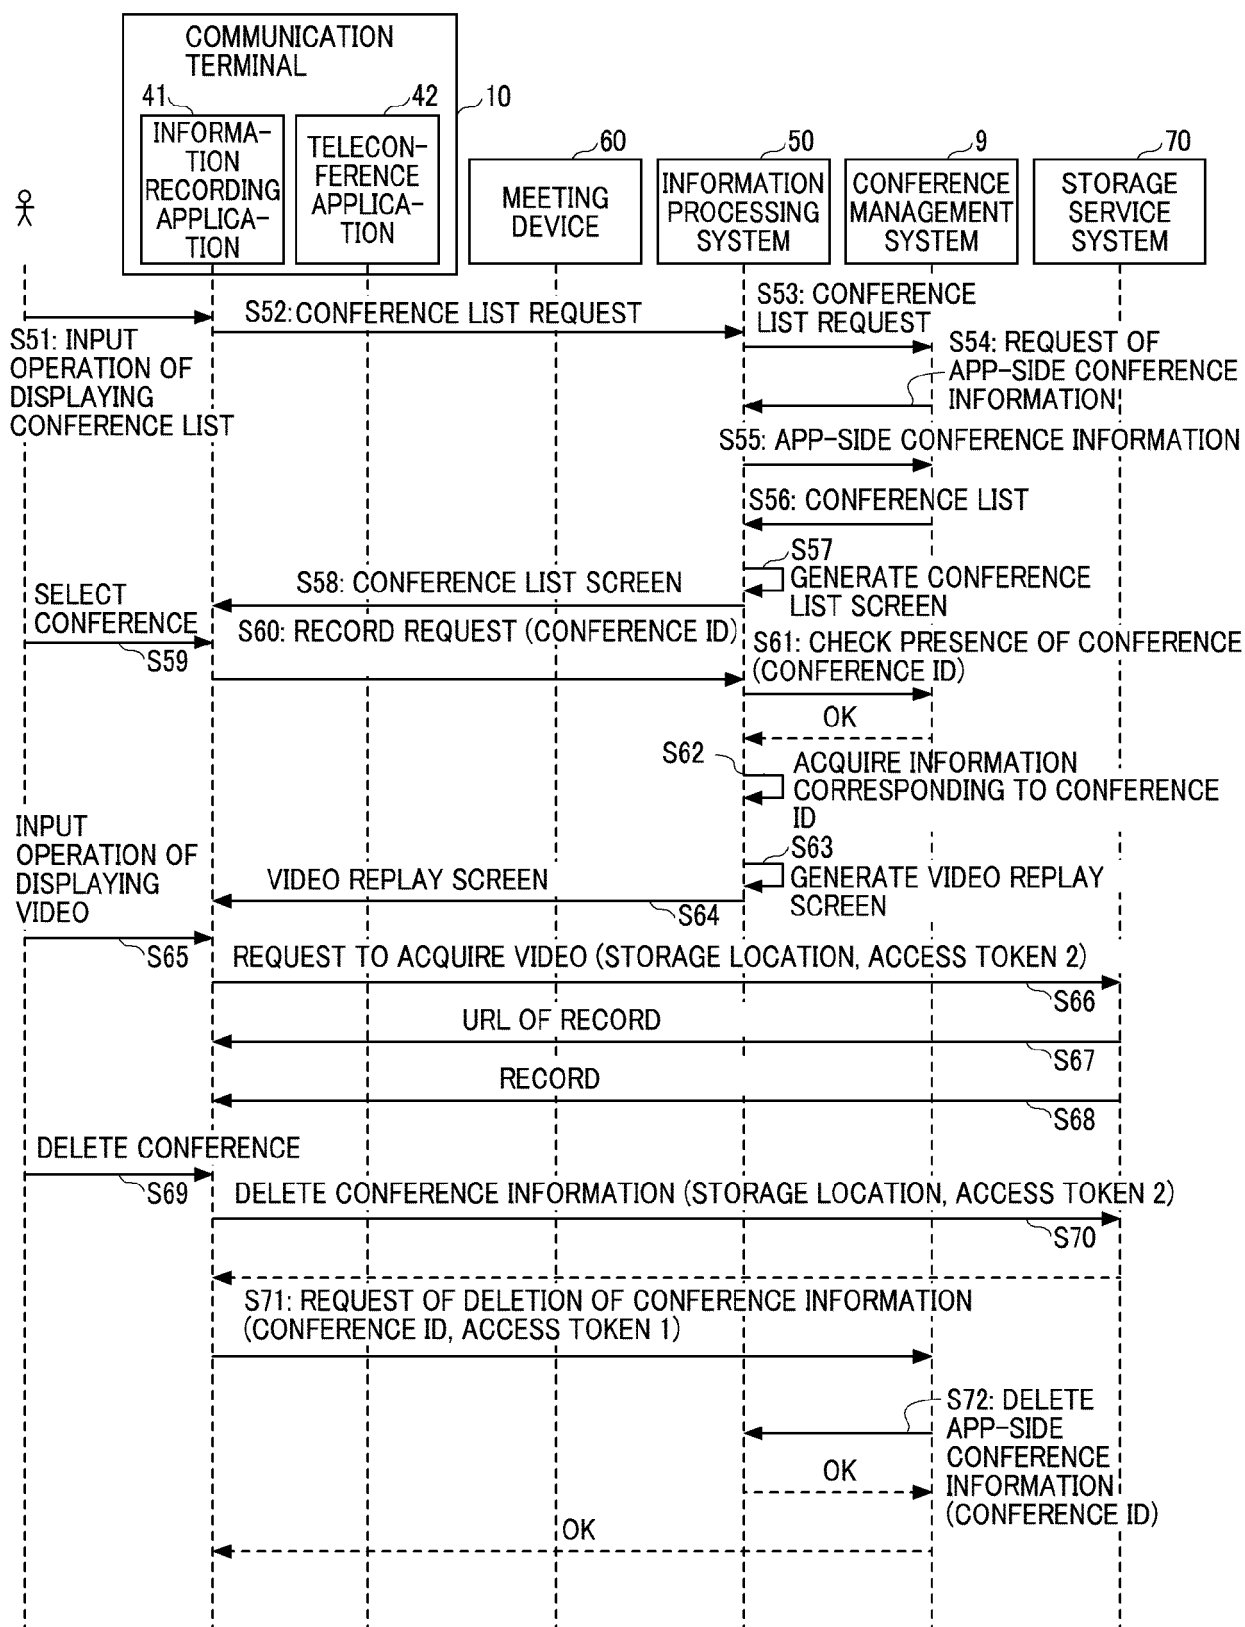 COMMUNICATION
TERMINAL
41
42
10
INFORMA-
TION
RECORDING
APPLICA-
TION
TELECON-
FERENCE
APPLICA-
TION
60
MEETING
DEVICE
50
INFORMATION
PROCESSING
SYSTEM
9
CONFERENCE
MANAGEMENT
SYSTEM
70
STORAGE
SERVICE
SYSTEM
S51: INPUT
OPERATION OF
DISPLAYING
CONFERENCE LIST
S52: CONFERENCE LIST REQUEST
S53: CONFERENCE
LIST REQUEST
S54: REQUEST OF
APP-SIDE CONFERENCE
INFORMATION
S55: APP-SIDE CONFERENCE INFORMATION
S56: CONFERENCE LIST
S57
GENERATE CONFERENCE
LIST SCREEN
S58: CONFERENCE LIST SCREEN
SELECT
CONFERENCE
S59
S60: RECORD REQUEST (CONFERENCE ID)
S61: CHECK PRESENCE OF CONFERENCE
(CONFERENCE ID)
OK
S62
ACQUIRE INFORMATION
CORRESPONDING TO CONFERENCE
ID
S63
GENERATE VIDEO REPLAY
SCREEN
VIDEO REPLAY SCREEN
S64
INPUT
OPERATION OF
DISPLAYING
VIDEO
S65
REQUEST TO ACQUIRE VIDEO (STORAGE LOCATION, ACCESS TOKEN 2)
S66
URL OF RECORD
S67
RECORD
S68
DELETE CONFERENCE
S69
DELETE CONFERENCE INFORMATION (STORAGE LOCATION, ACCESS TOKEN 2)
S70
S71: REQUEST OF DELETION OF CONFERENCE INFORMATION
(CONFERENCE ID, ACCESS TOKEN 1)
S72: DELETE
APP-SIDE
CONFERENCE
INFORMATION
(CONFERENCE ID)
OK
OK